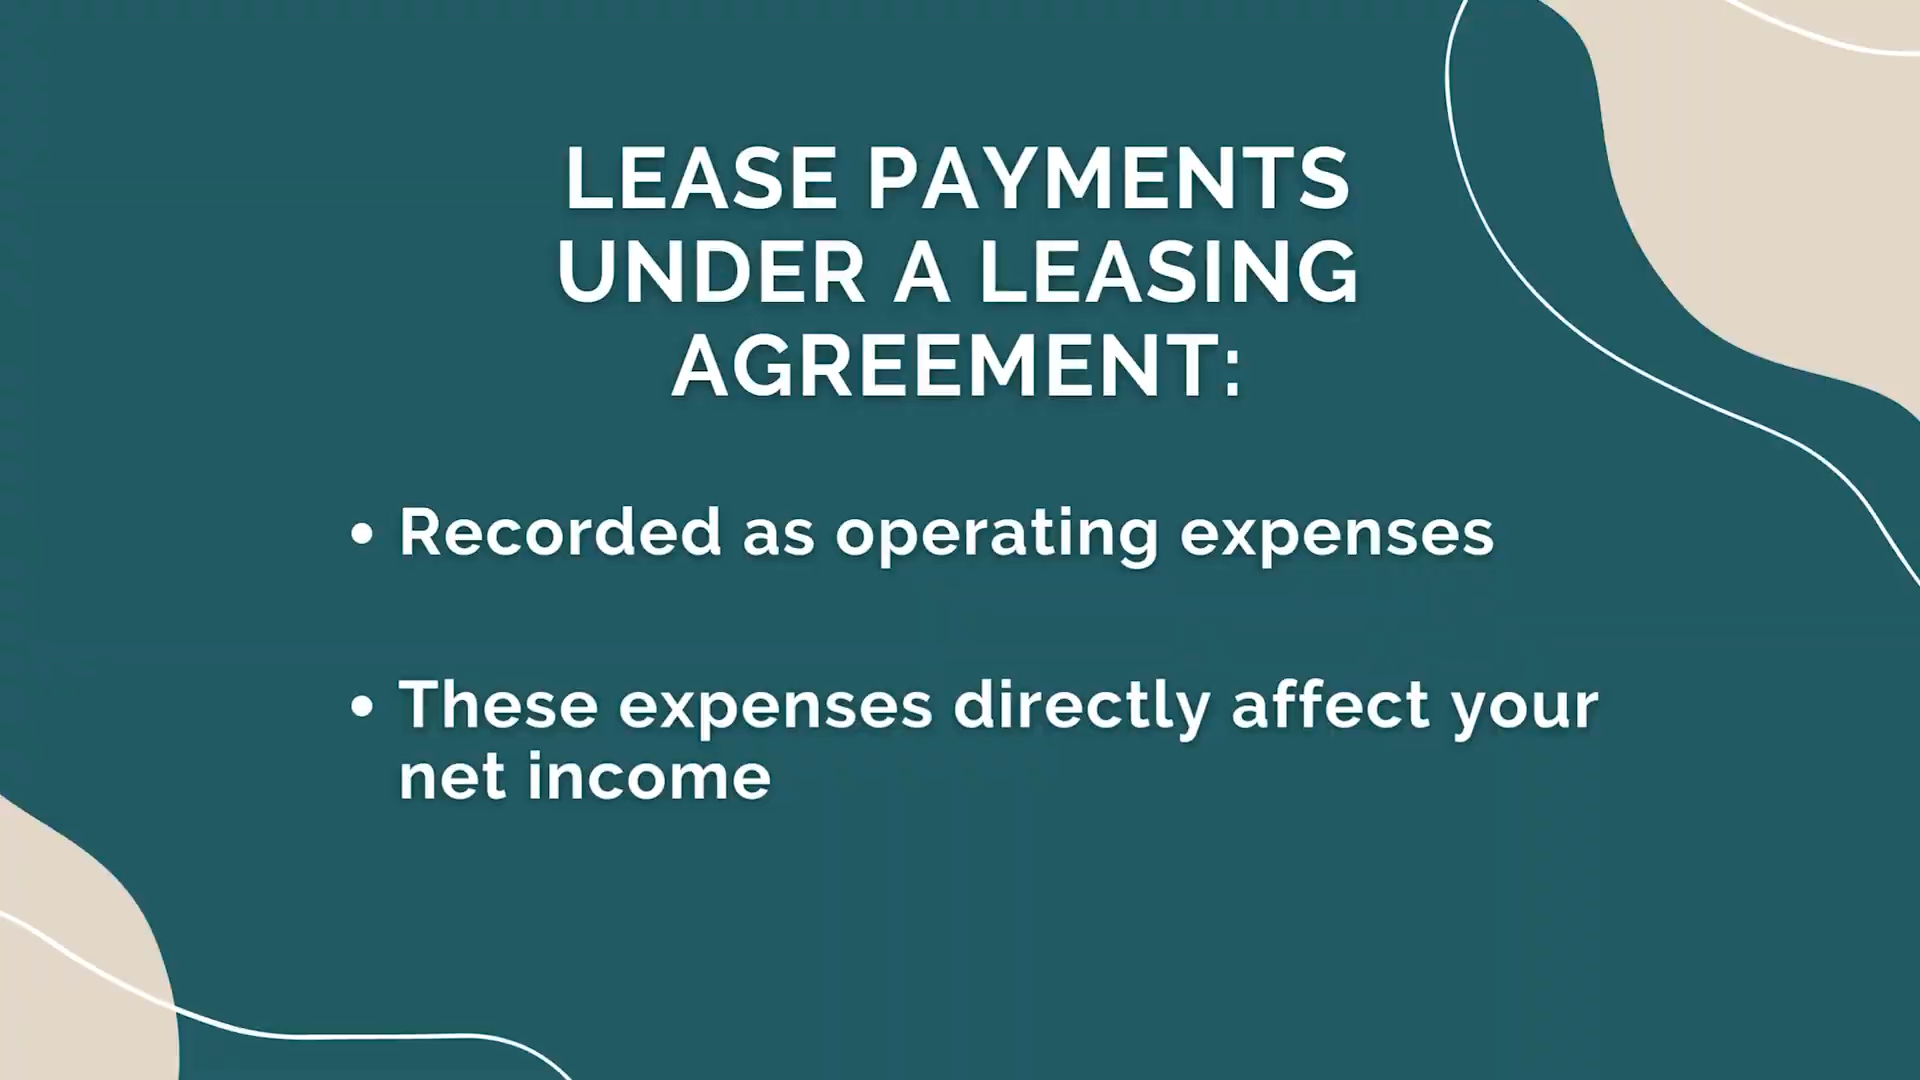 LEASE PAYMENTS
UNDER A LEASING
AGREEMENT:
• Recorded as operating expenses
• These expenses directly affect your
net income